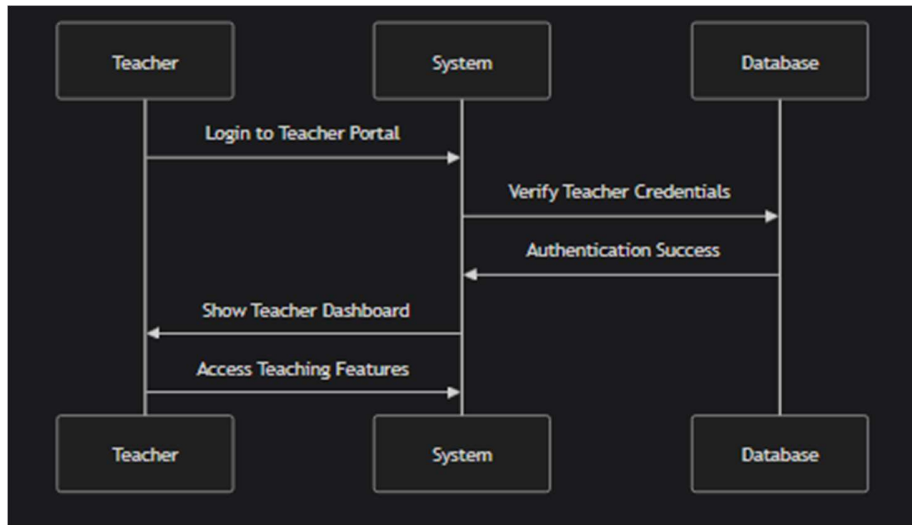 Teacher
System
Database
Login to Teacher Portal
Verify Teacher Credentials
Authentication Success
Show Teacher Dashboard
Access Teaching Features
Teacher
System
Database